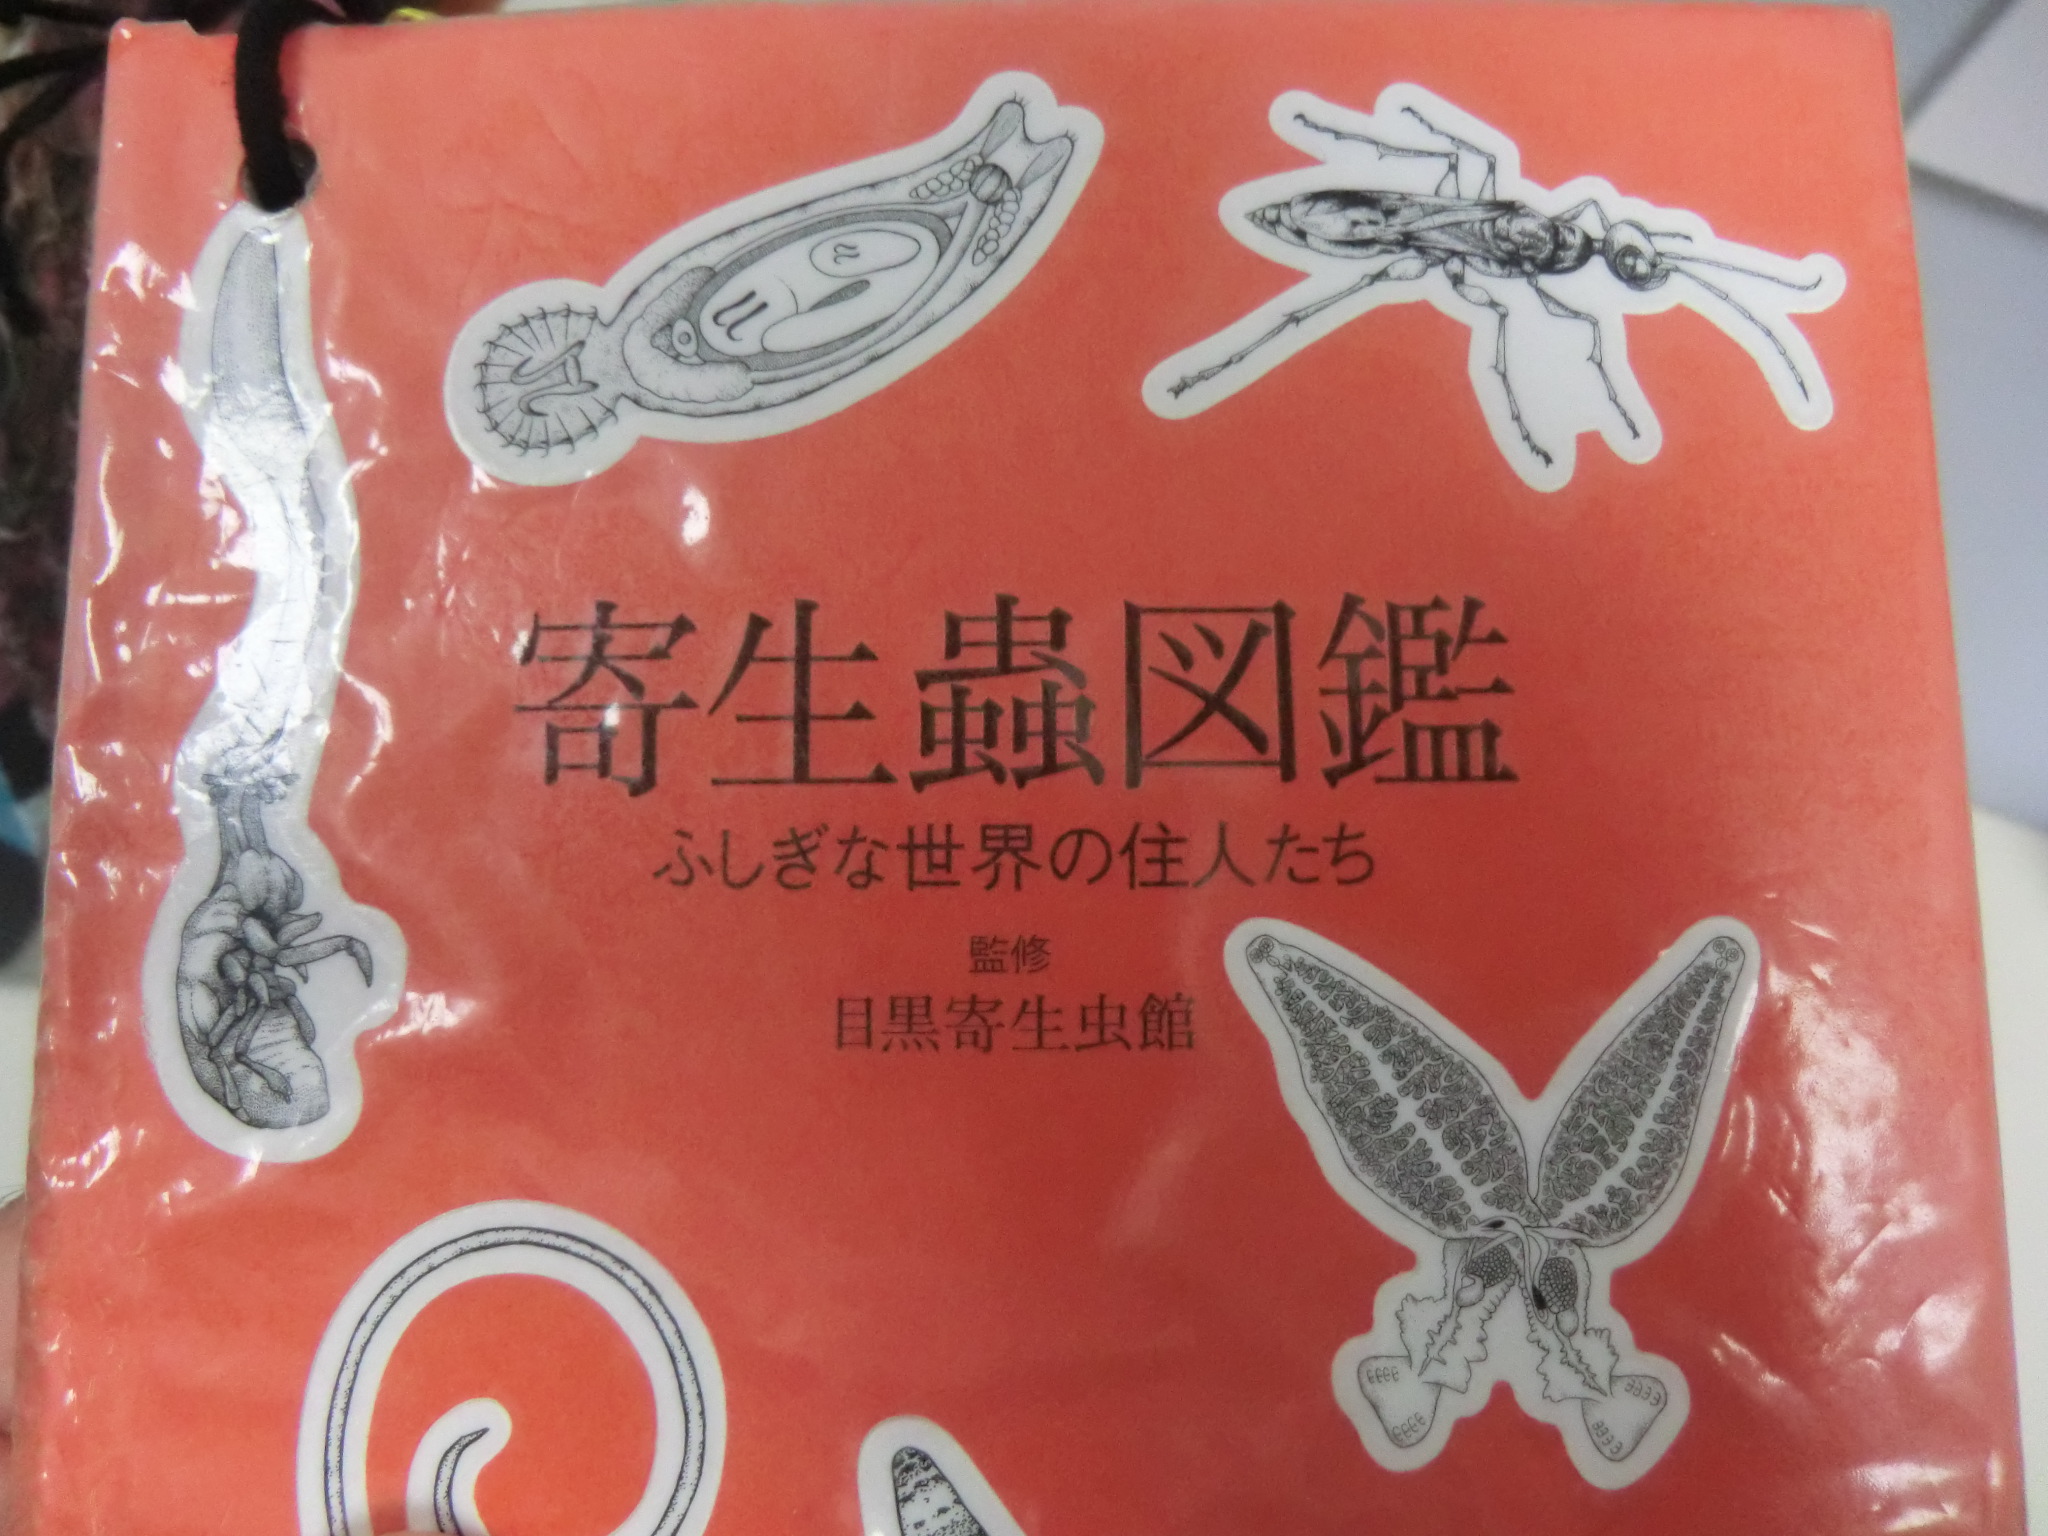 寄生蟲図鑑
ふしぎな世界の住人たち
監修
目黒寄生虫館